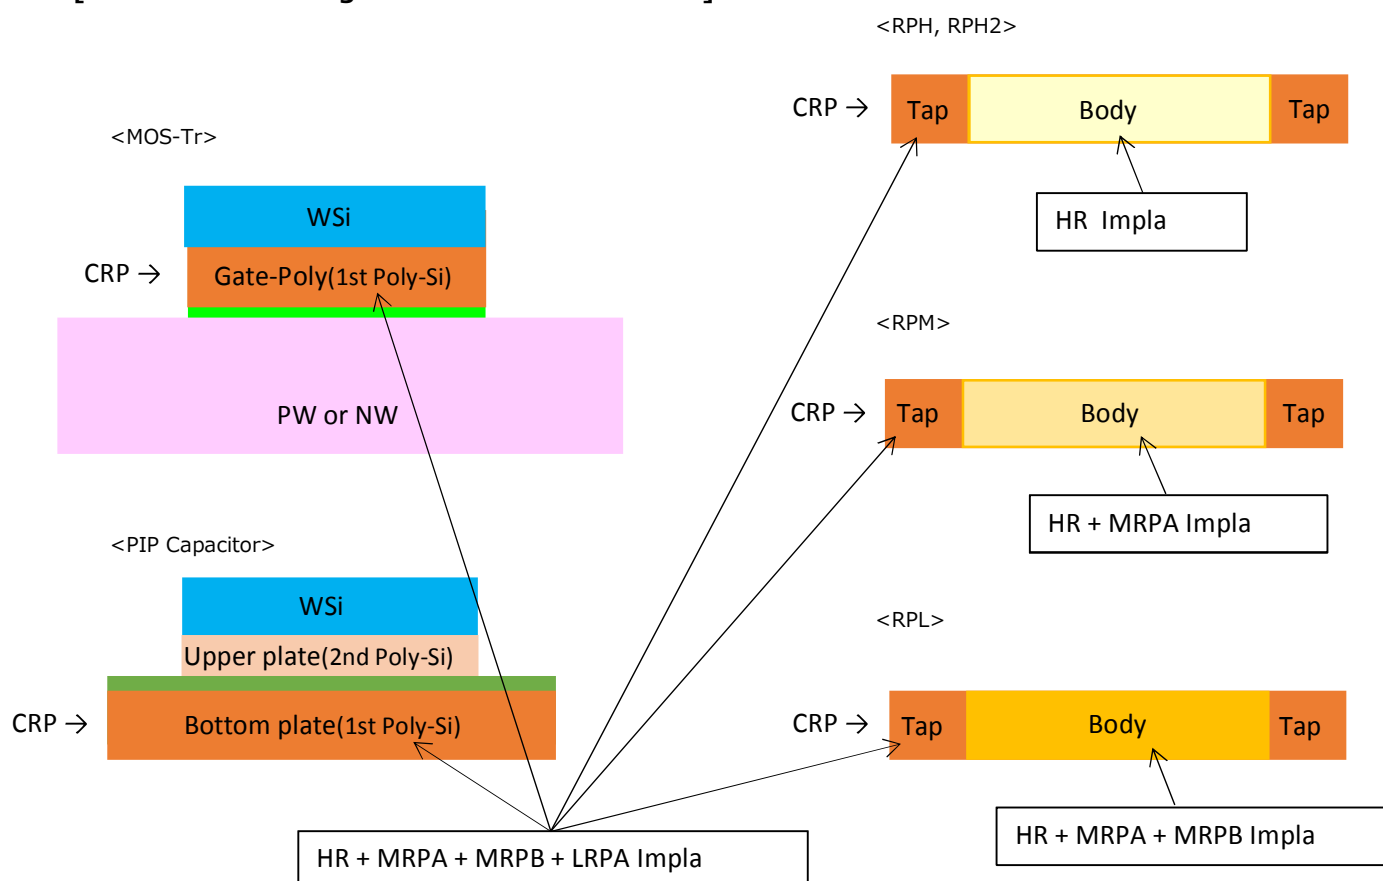 <RPH, RPH2>
CRP → Tap Body Tap
HR Impla
<MOS-Tr>
WSi
CRP → Gate-Poly(1st Poly-Si)
PW or NW
<RPM>
CRP → Tap Body Tap
HR + MRPA Impla
<PIP Capacitor>
WSi
Upper plate(2nd Poly-Si)
CRP → Bottom plate(1st Poly-Si)
<RPL>
CRP → Tap Body Tap
HR + MRPA + MRPB Impla
HR + MRPA + MRPB + LRPA Impla